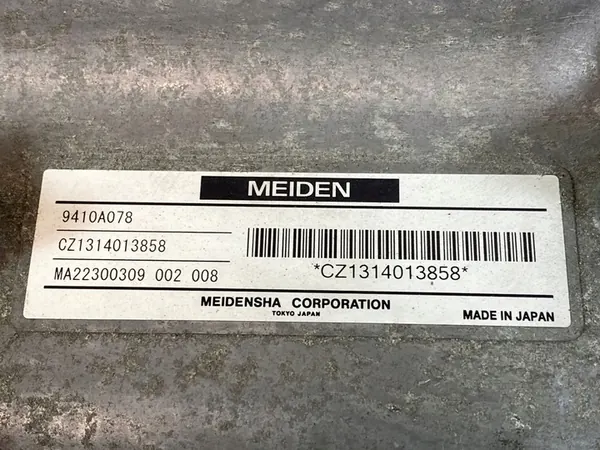 MEIDEN
9410A078
CZ1314013858
MA22300309 002 008
*CZ1314013858*
MEIDENSHA CORPORATION
TOKYO JAPAN
MADE IN JAPAN